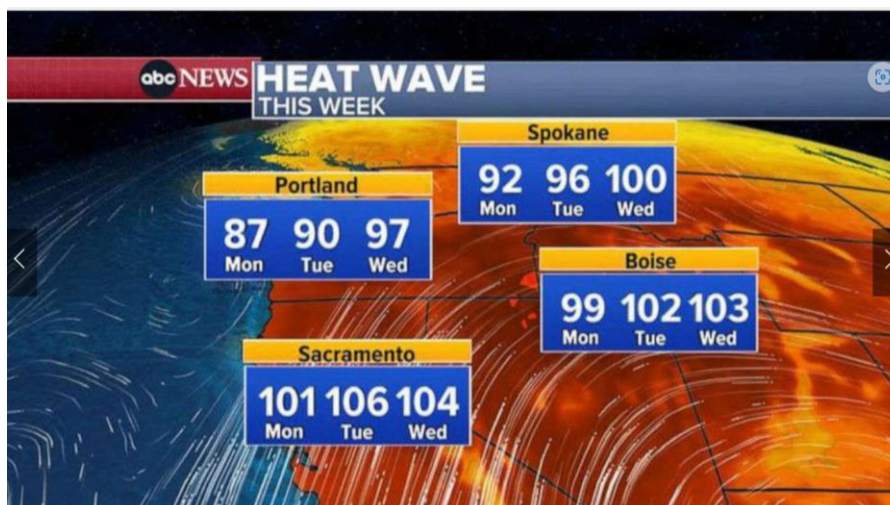 abc NEWS
HEAT WAVE
THIS WEEK
Spokane
92 96 100
Mon Tue Wed
Portland
87 90 97
Mon Tue Wed
Boise
99 102 103
Mon Tue Wed
Sacramento
101 106 104
Mon Tue Wed